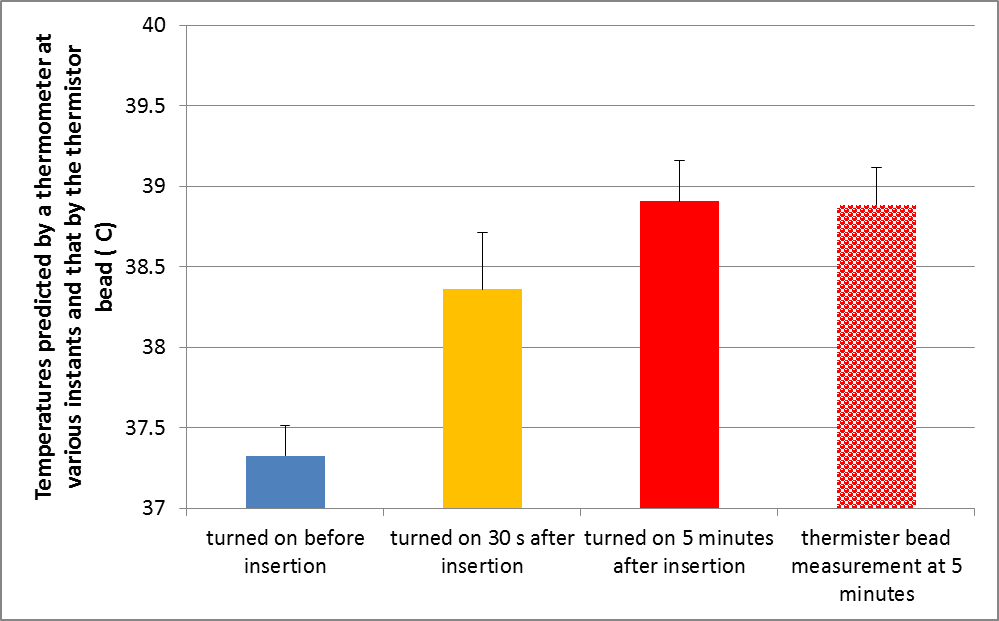 Temperatures predicted by a thermometer at
various instants and that by the thermistor
bead ( C)
40
39.5
39
38.5
38
37.5
37
turned on before
insertion
turned on 30 s after
insertion
turned on 5 minutes
after insertion
thermister bead
measurement at 5
minutes